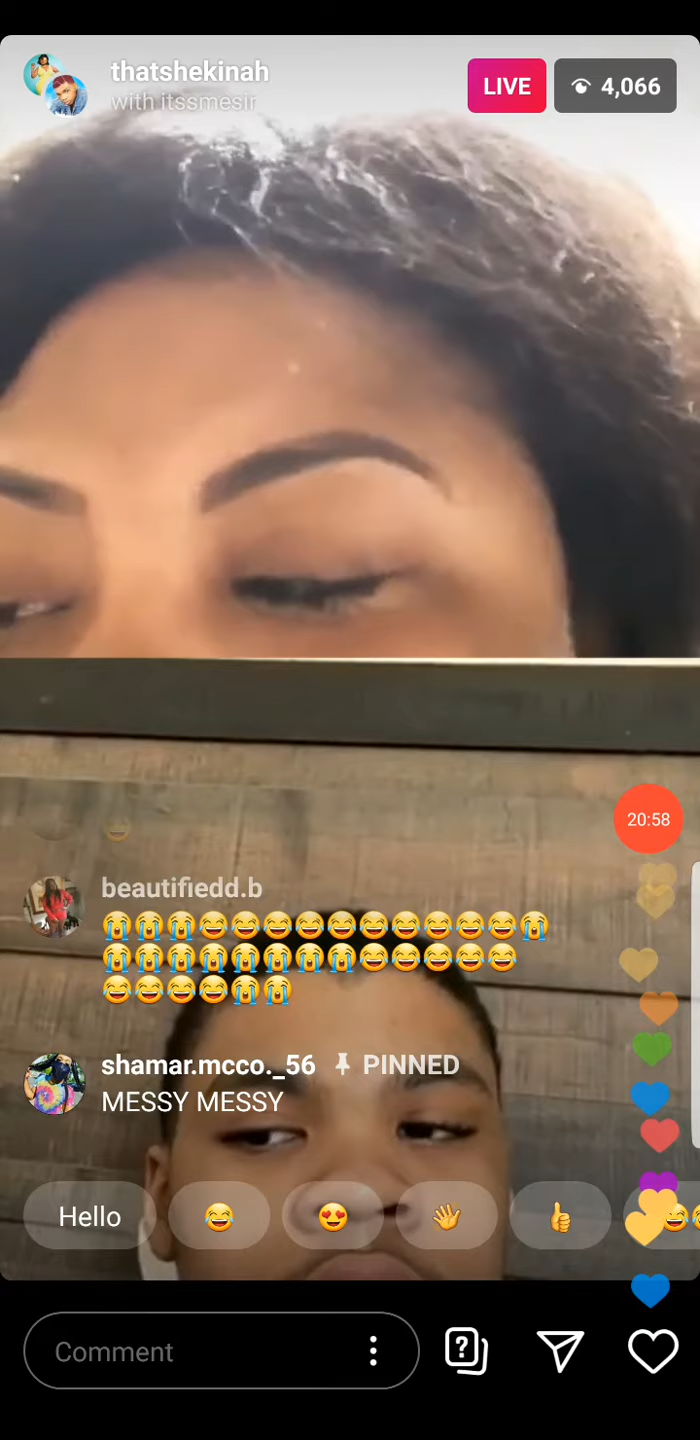 thatshekinah
with itssmesir
LIVE
4,066
20:58
beautifiedd.b
😭😭😭😂😂😂😂😂😂😂😂😂😂😭
😭😭😭😭😭😭😭😭😂😂😂😂😂
😂😂😂😂😭😭
shamar.mcco._56 📌 PINNED
MESSY MESSY
Hello 😂 😍 👋 👍 😂
Comment